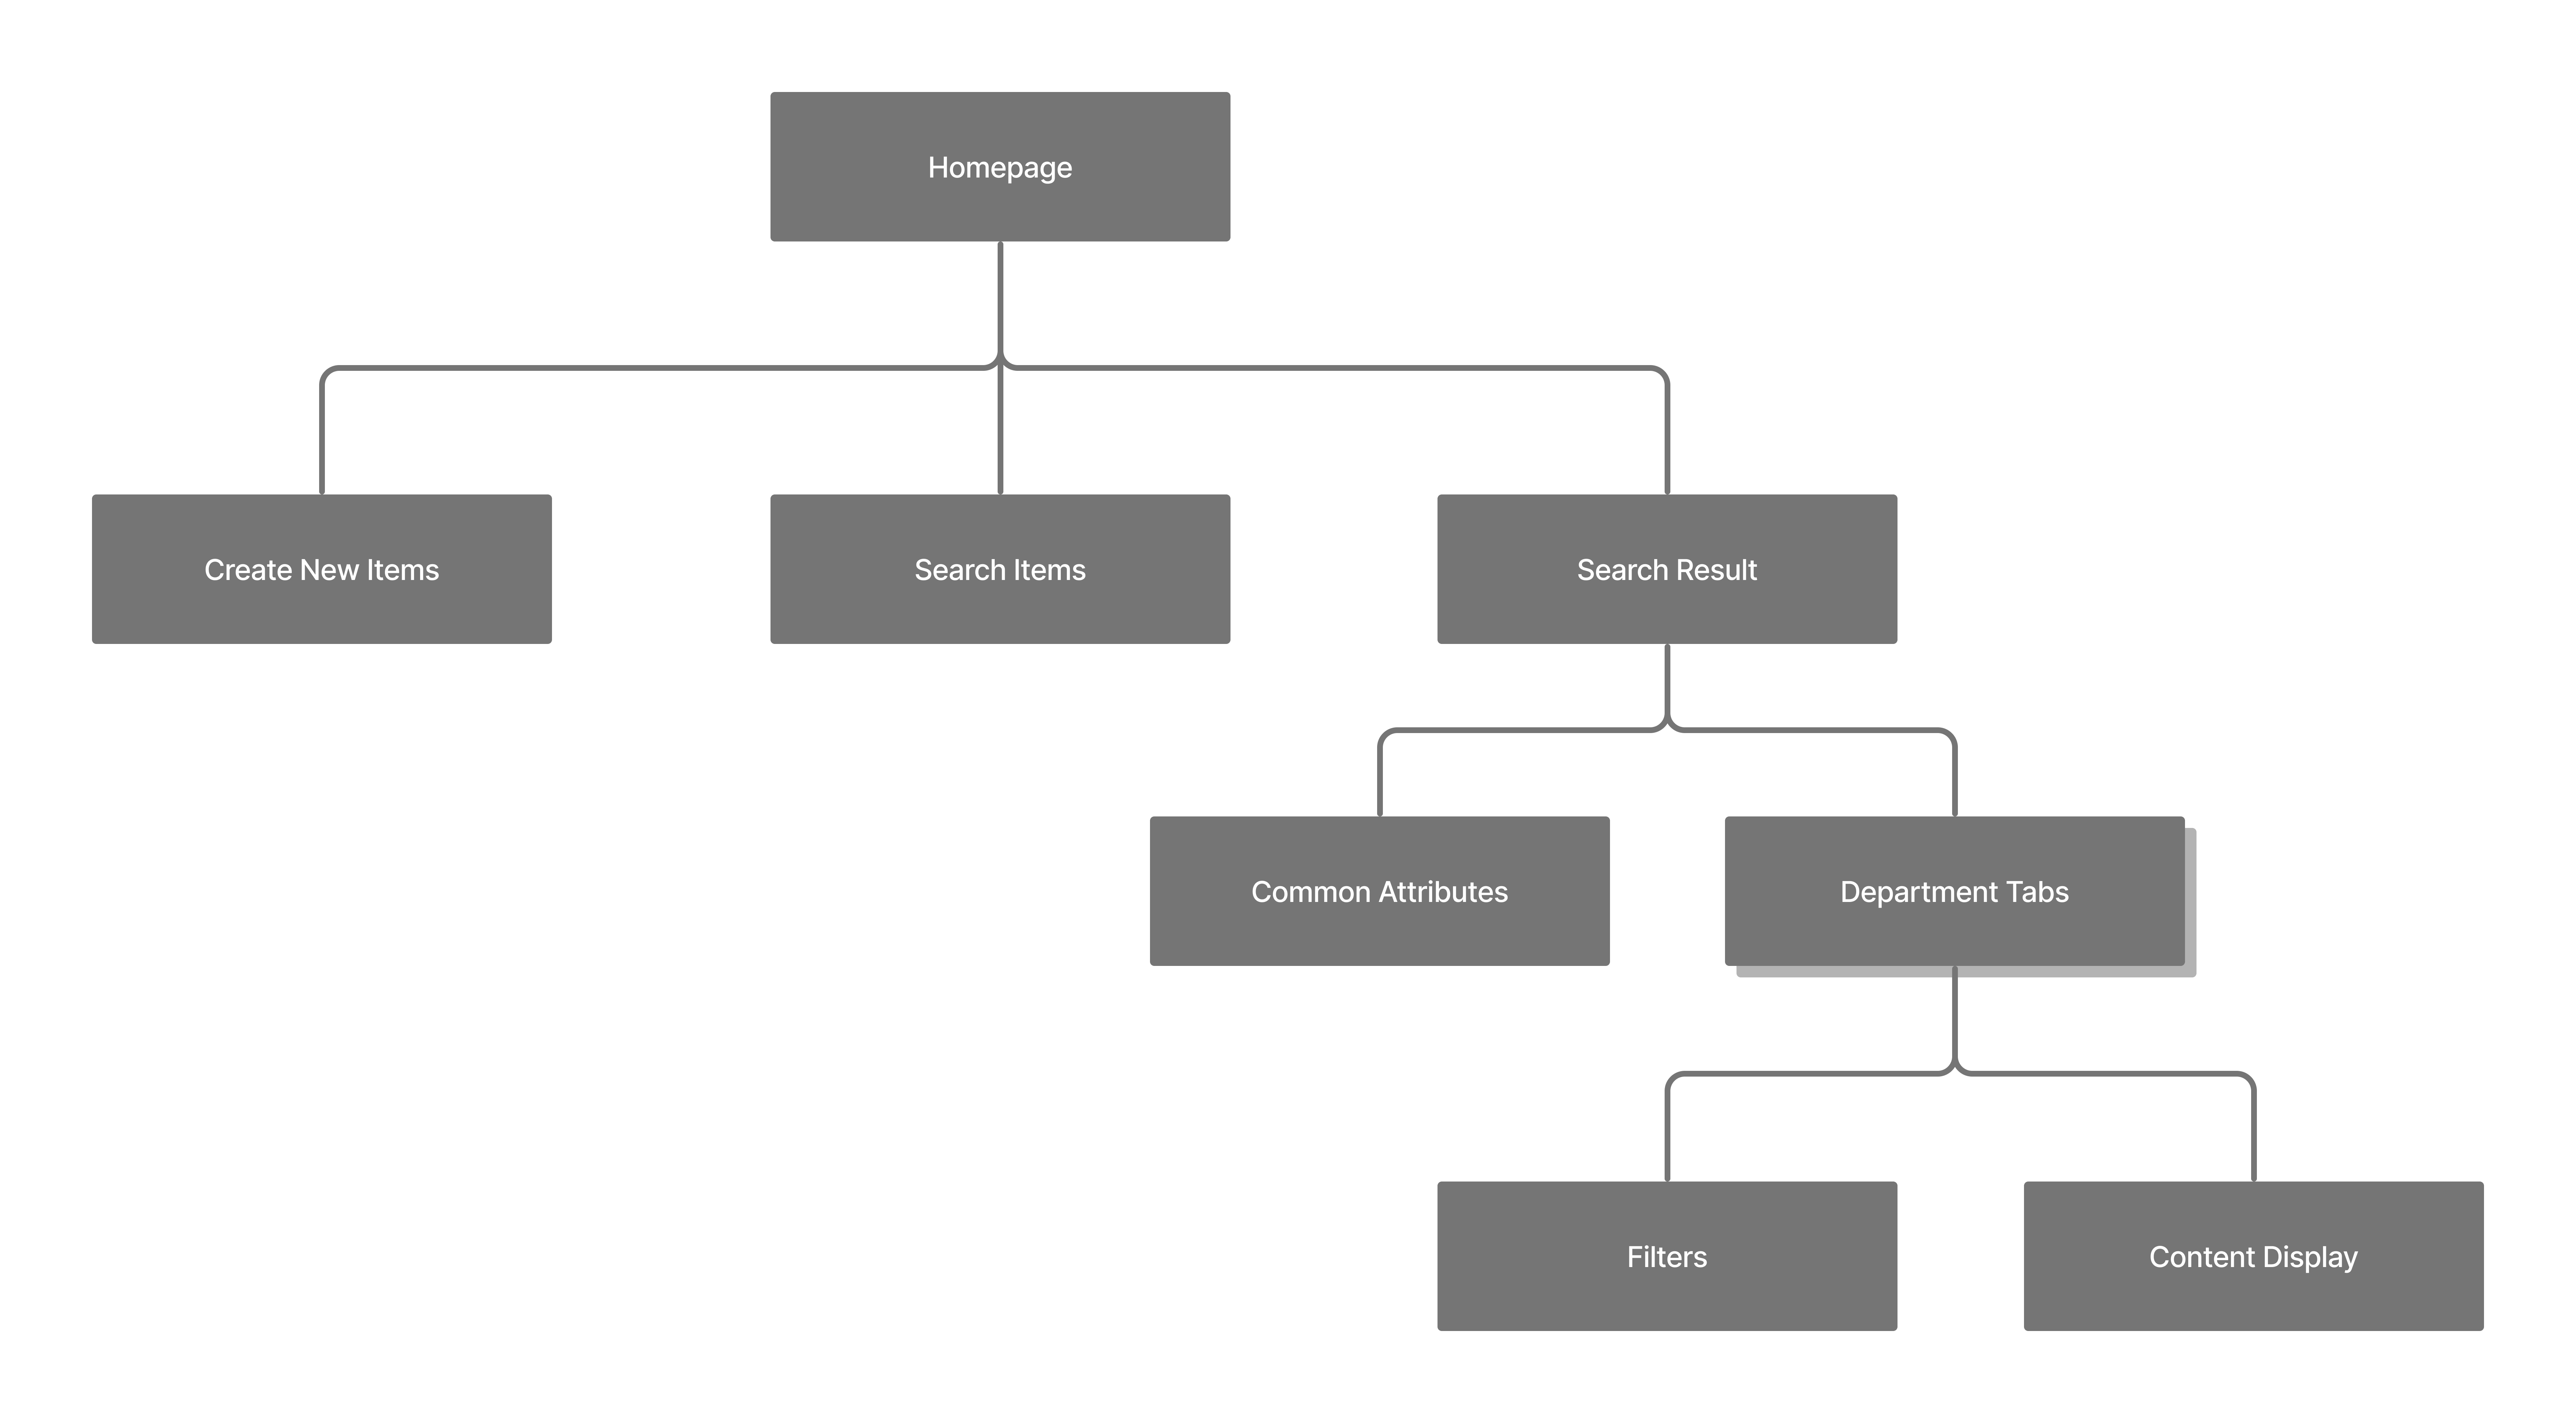 Homepage
Create New Items
Search Items
Search Result
Common Attributes
Department Tabs
Filters
Content Display